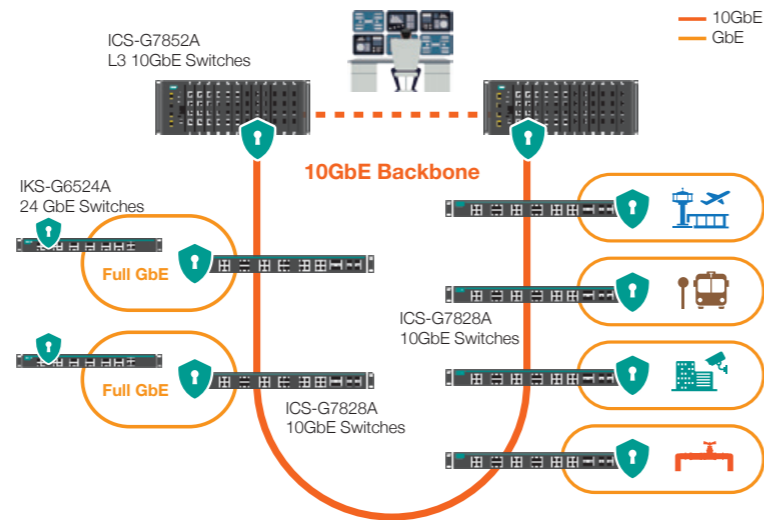 ICS-G7852A
L3 10GbE Switches
10GbE
GbE
10GbE Backbone
IKS-G6524A
24 GbE Switches
Full GbE
ICS-G7828A
10GbE Switches
Full GbE
ICS-G7828A
10GbE Switches